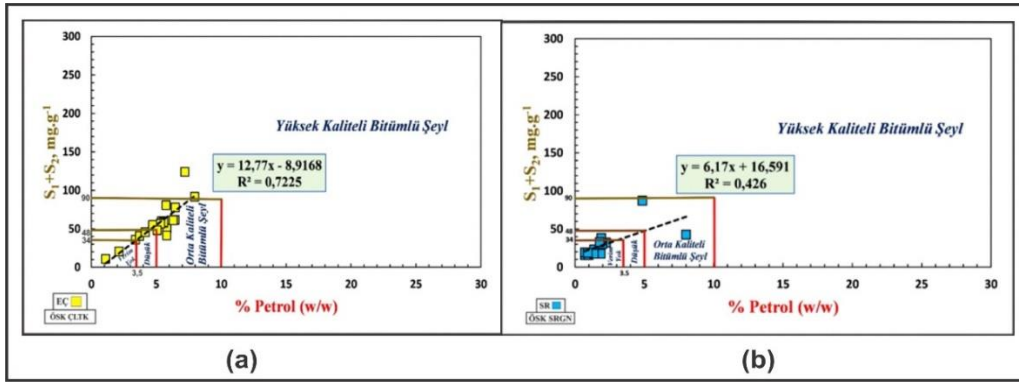 300
250
200
150
100
90
50
48
34
0
S₁+S₂, mg.g⁻¹
Yüksek Kaliteli Bitümlü Şeyl
y = 12,77x - 8,9168
R² = 0,7225
Orta Kaliteli
Bitümlü Şeyl
Düşük
Yok
0 5 10 15 20 25 30
3,5
% Petrol (w/w)
EÇ
ÖSK ÇLTK
(a)
300
250
200
150
100
90
50
48
34
0
S₁+S₂, mg.g⁻¹
Yüksek Kaliteli Bitümlü Şeyl
y = 6,17x + 16,591
R² = 0,426
Orta Kaliteli
Bitümlü Şeyl
Düşük
Yok
0 5 10 15 20 25 30
3.5
% Petrol (w/w)
SR
ÖSK SRGN
(b)